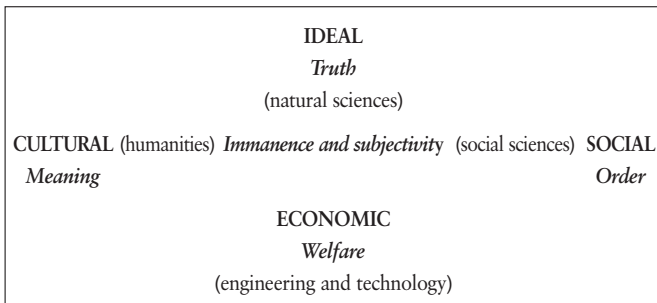 IDEAL
Truth
(natural sciences)
CULTURAL (humanities) Immanence and subjectivity (social sciences) SOCIAL
Meaning Order
ECONOMIC
Welfare
(engineering and technology)